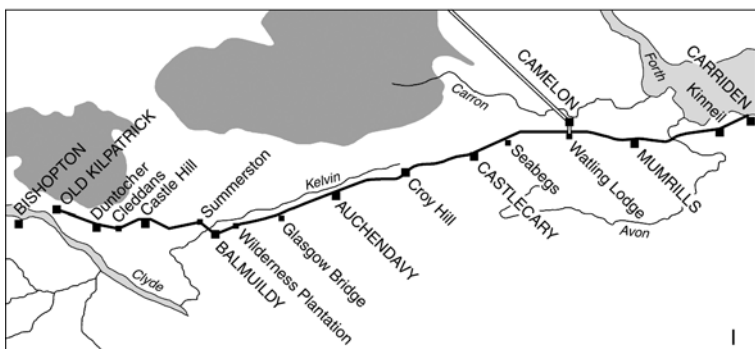 BISHOPTON
OLD KILPATRICK
Duntocher
Cleddans
Castle Hill
Clyde
Summerston
BALMUILDY
Wilderness Plantation
Kelvin
Glasgow Bridge
AUCHENDAVY
Croy Hill
CASTLECARY
Seabegs
Carron
CAMELON
Watling Lodge
MUMRILLS
Avon
Forth
Kinneil
CARRIDEN
I